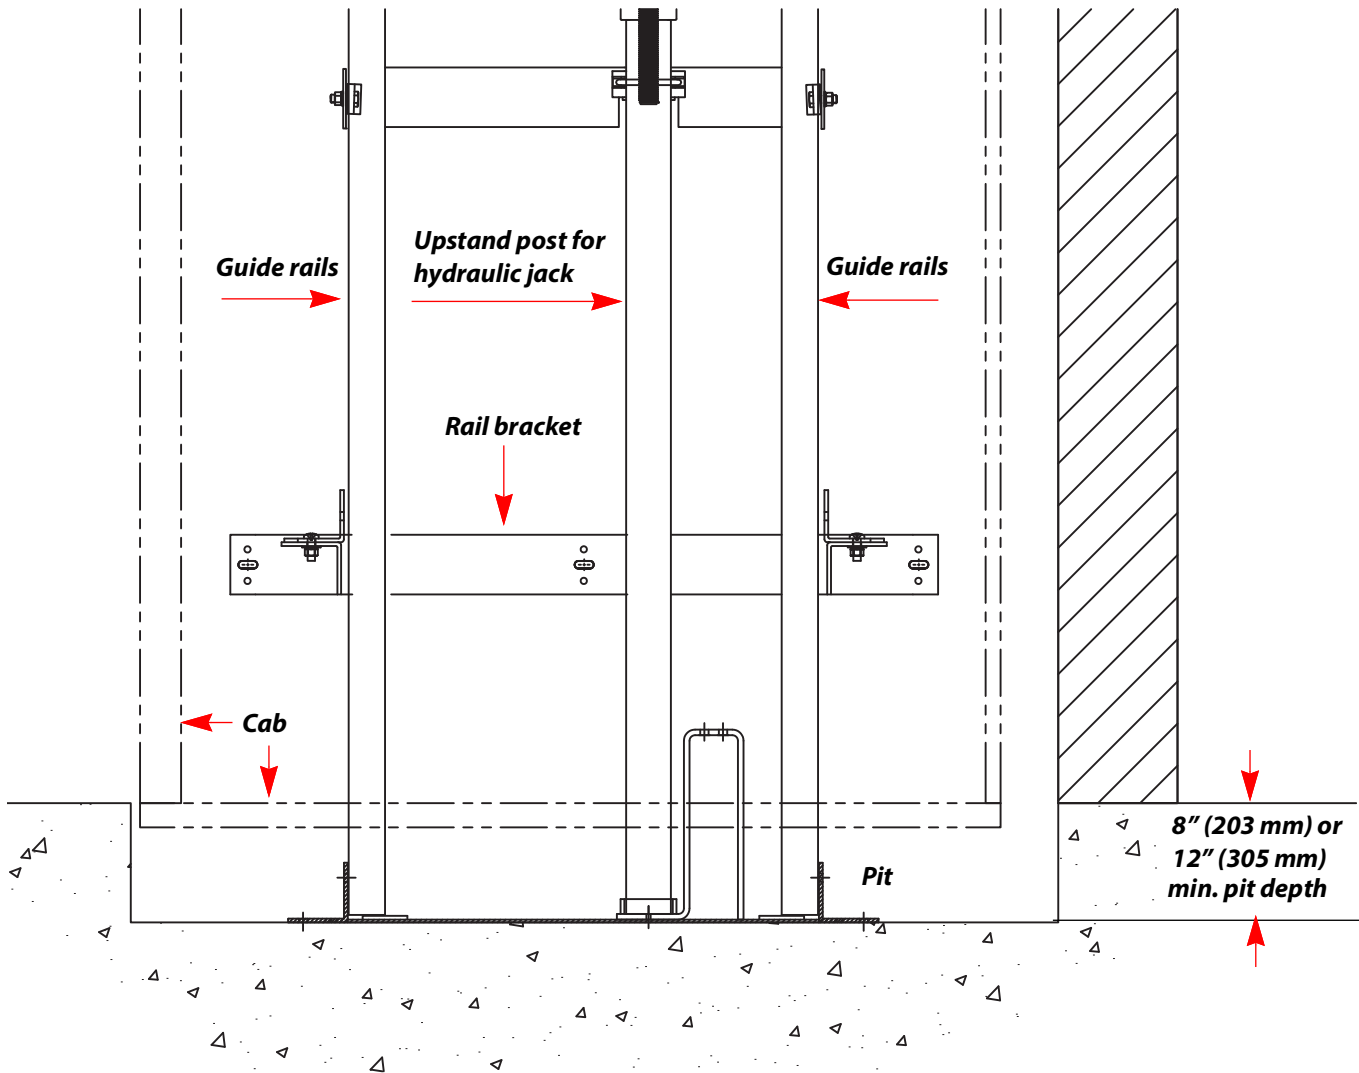 Upstand post for
hydraulic jack
Guide rails
Guide rails
Rail bracket
Cab
8” (203 mm) or
12” (305 mm)
min. pit depth
Pit